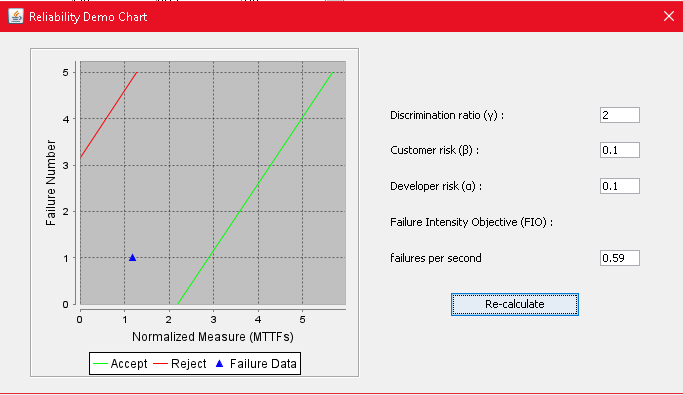 Reliability Demo Chart
5
4
3
2
1
0
Failure Number
0 1 2 3 4 5
Normalized Measure (MTTFs)
Accept Reject Failure Data
Discrimination ratio (γ) : 2
Customer risk (β) : 0.1
Developer risk (α) : 0.1
Failure Intensity Objective (FIO) :
failures per second 0.59
Re-calculate